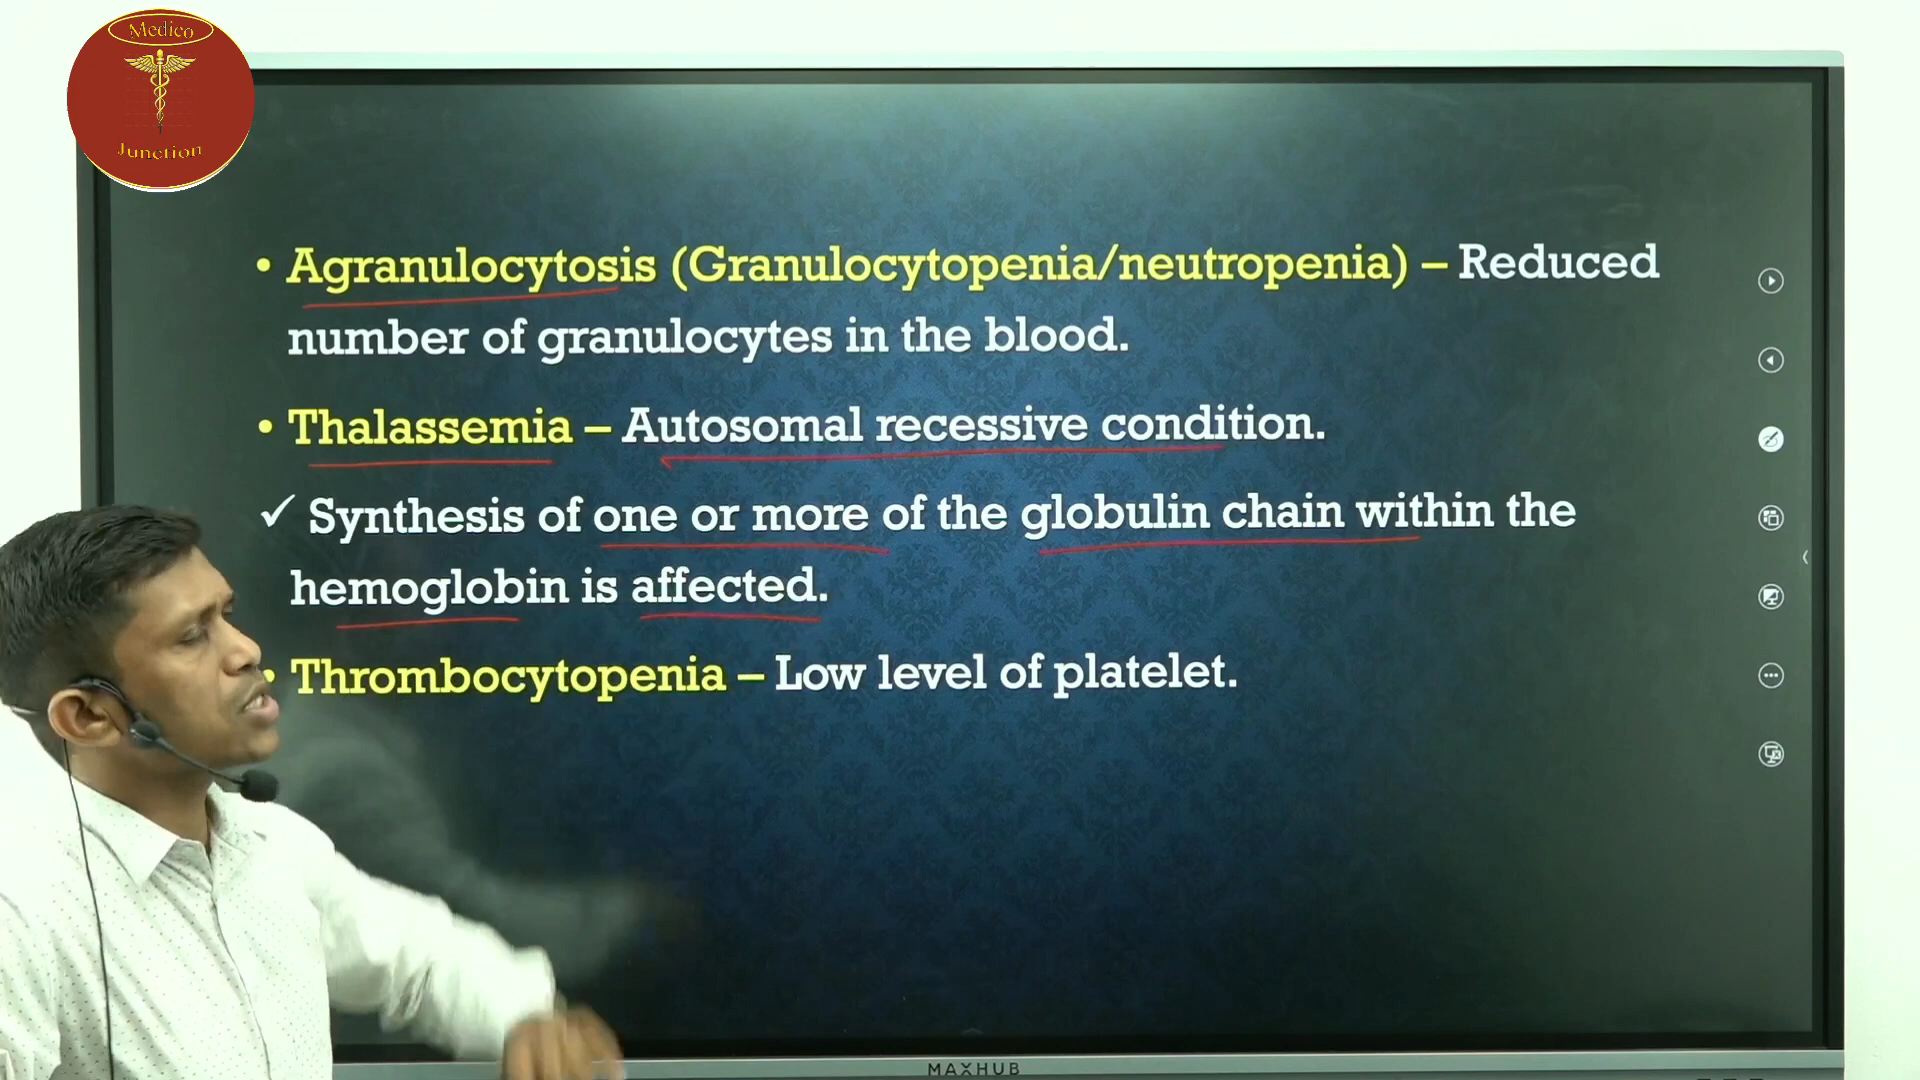 Medico
Junction
• Agranulocytosis (Granulocytopenia/neutropenia) – Reduced
number of granulocytes in the blood.
• Thalassemia – Autosomal recessive condition.
✓ Synthesis of one or more of the globulin chain within the
hemoglobin is affected.
• Thrombocytopenia – Low level of platelet.
MAXHUB